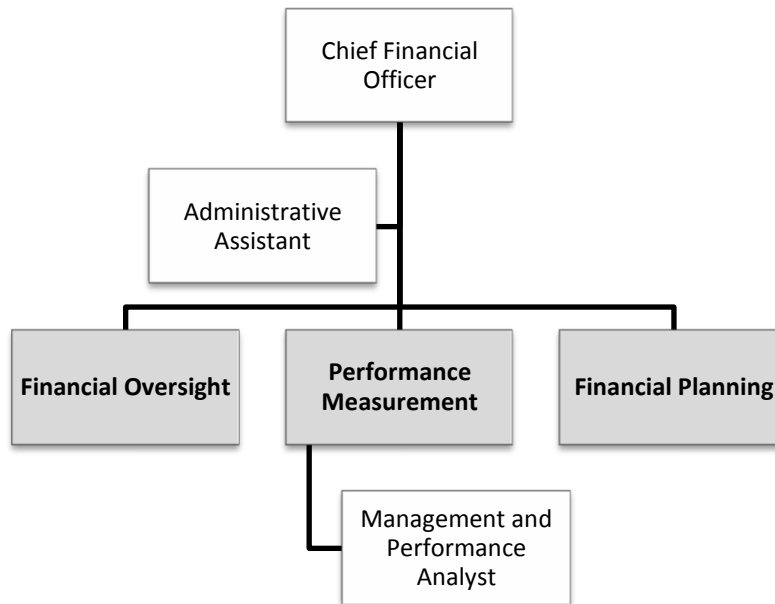 Chief Financial
Officer
Administrative
Assistant
Financial Oversight
Performance
Measurement
Financial Planning
Management and
Performance
Analyst